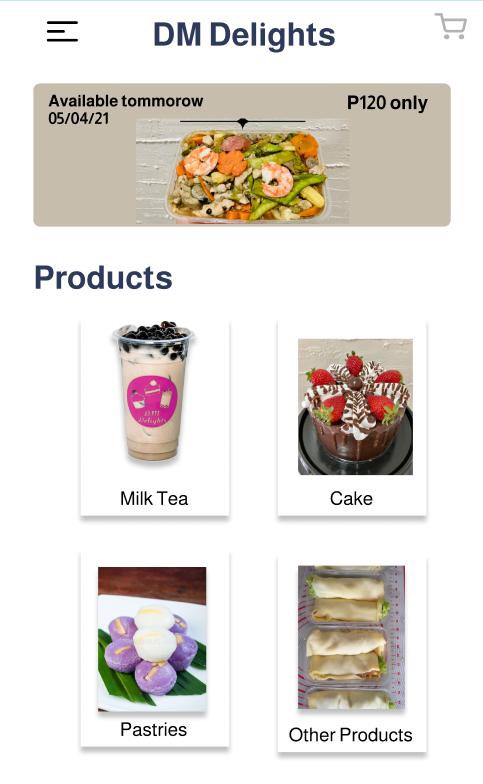 DM Delights
Available tommorow
05/04/21
P120 only
Products
DM
Delights
Milk Tea
Cake
Pastries
Other Products